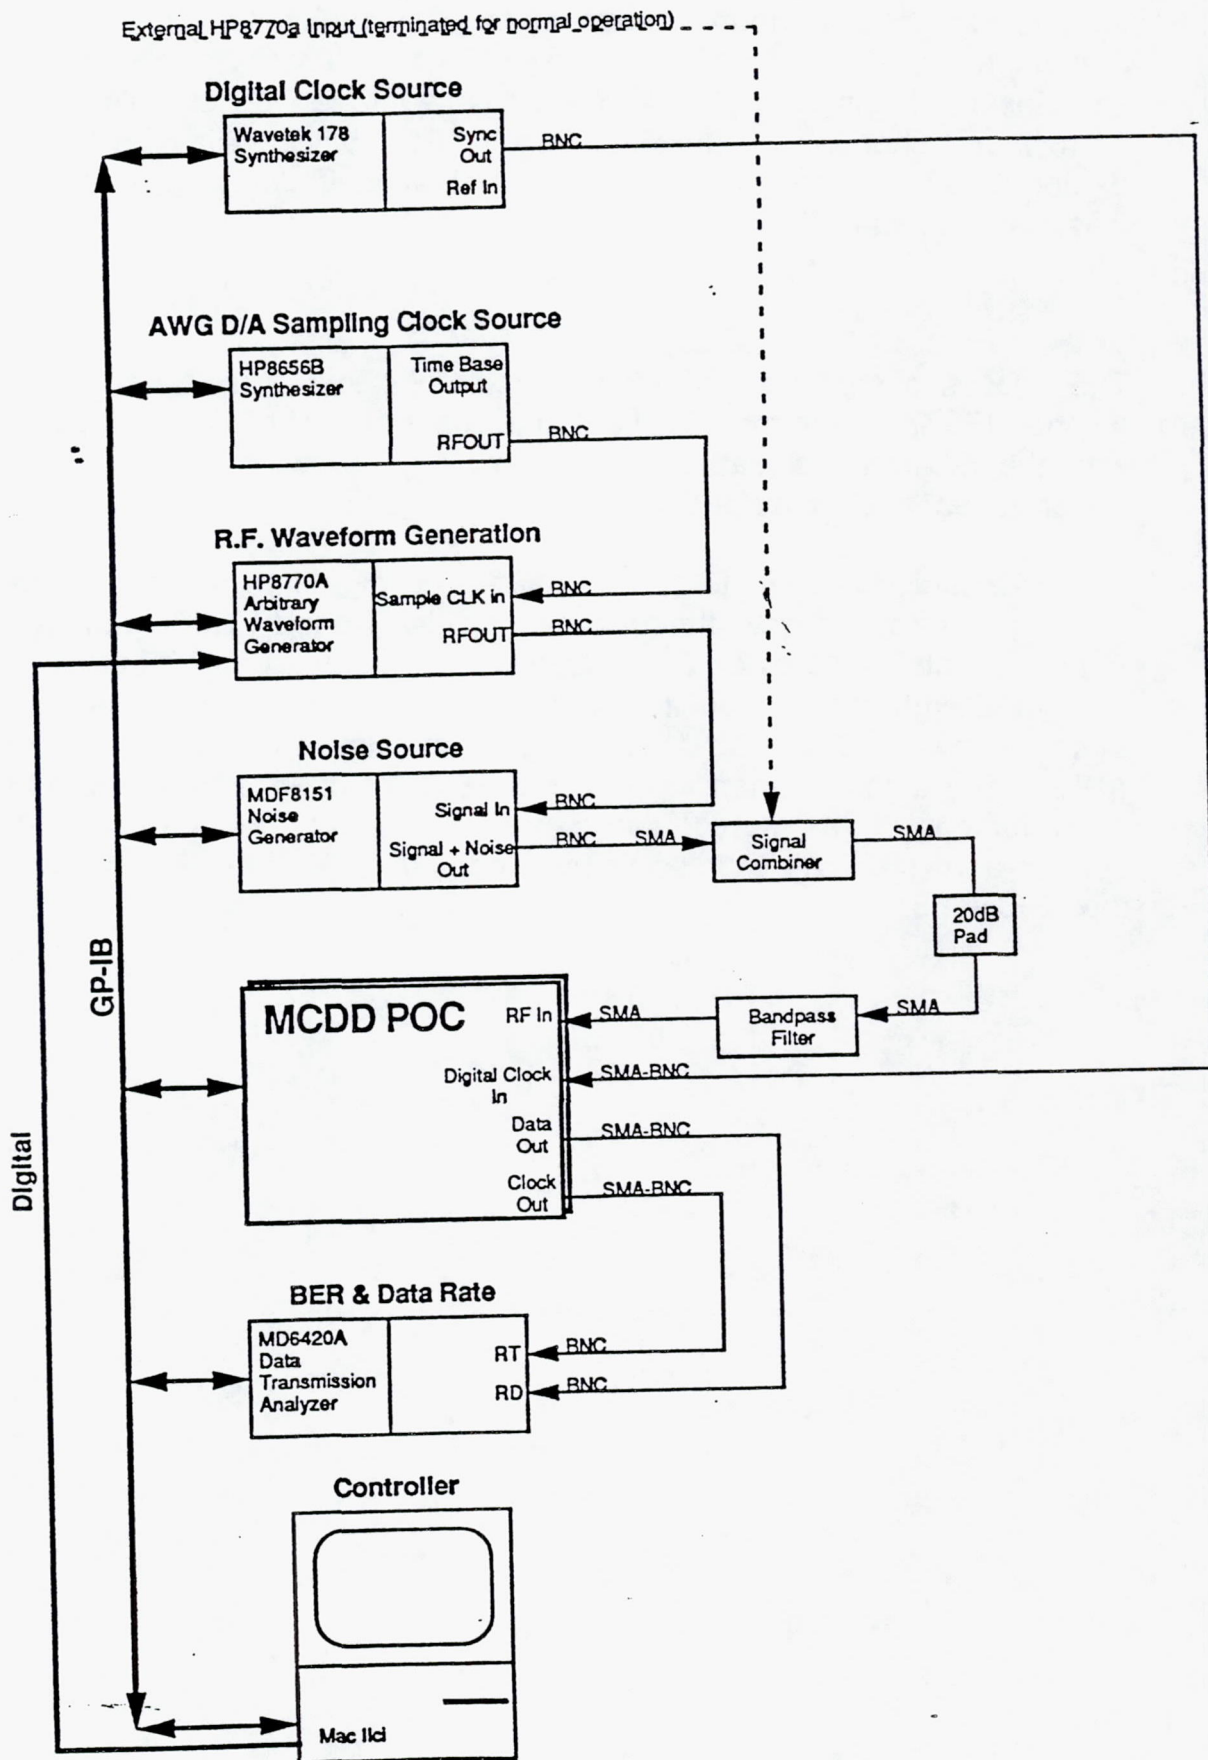 External HP8770a Input (terminated for normal operation)
Digital Clock Source
Wavetek 178
Synthesizer
Sync
Out
Ref In
BNC
AWG D/A Sampling Clock Source
HP8656B
Synthesizer
Time Base
Output
RFOUT
BNC
R.F. Waveform Generation
HP8770A
Arbitrary
Waveform
Generator
Sample CLK in
RFOUT
BNC
BNC
Noise Source
MDF8151
Noise
Generator
Signal In
Signal + Noise
Out
BNC
BNC
SMA
Signal
Combiner
SMA
20dB
Pad
GP-IB
MCDD POC
RF In
SMA
Bandpass
Filter
SMA
Digital Clock
In
SMA-BNC
Data
Out
SMA-BNC
Clock
Out
SMA-BNC
Digital
BER & Data Rate
MD6420A
Data
Transmission
Analyzer
RT
BNC
RD
BNC
Controller
Mac IIci